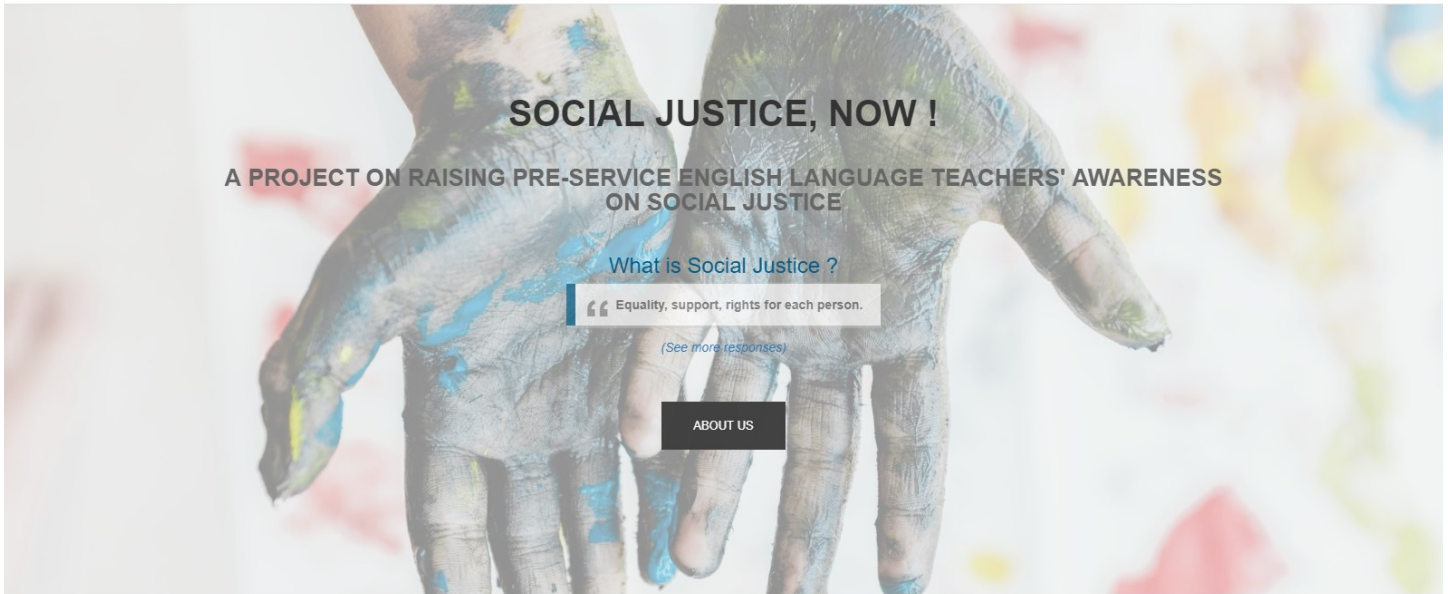 SOCIAL JUSTICE, NOW !
A PROJECT ON RAISING PRE-SERVICE ENGLISH LANGUAGE TEACHERS' AWARENESS
ON SOCIAL JUSTICE
What is Social Justice ?
“ Equality, support, rights for each person.
(See more responses)
ABOUT US